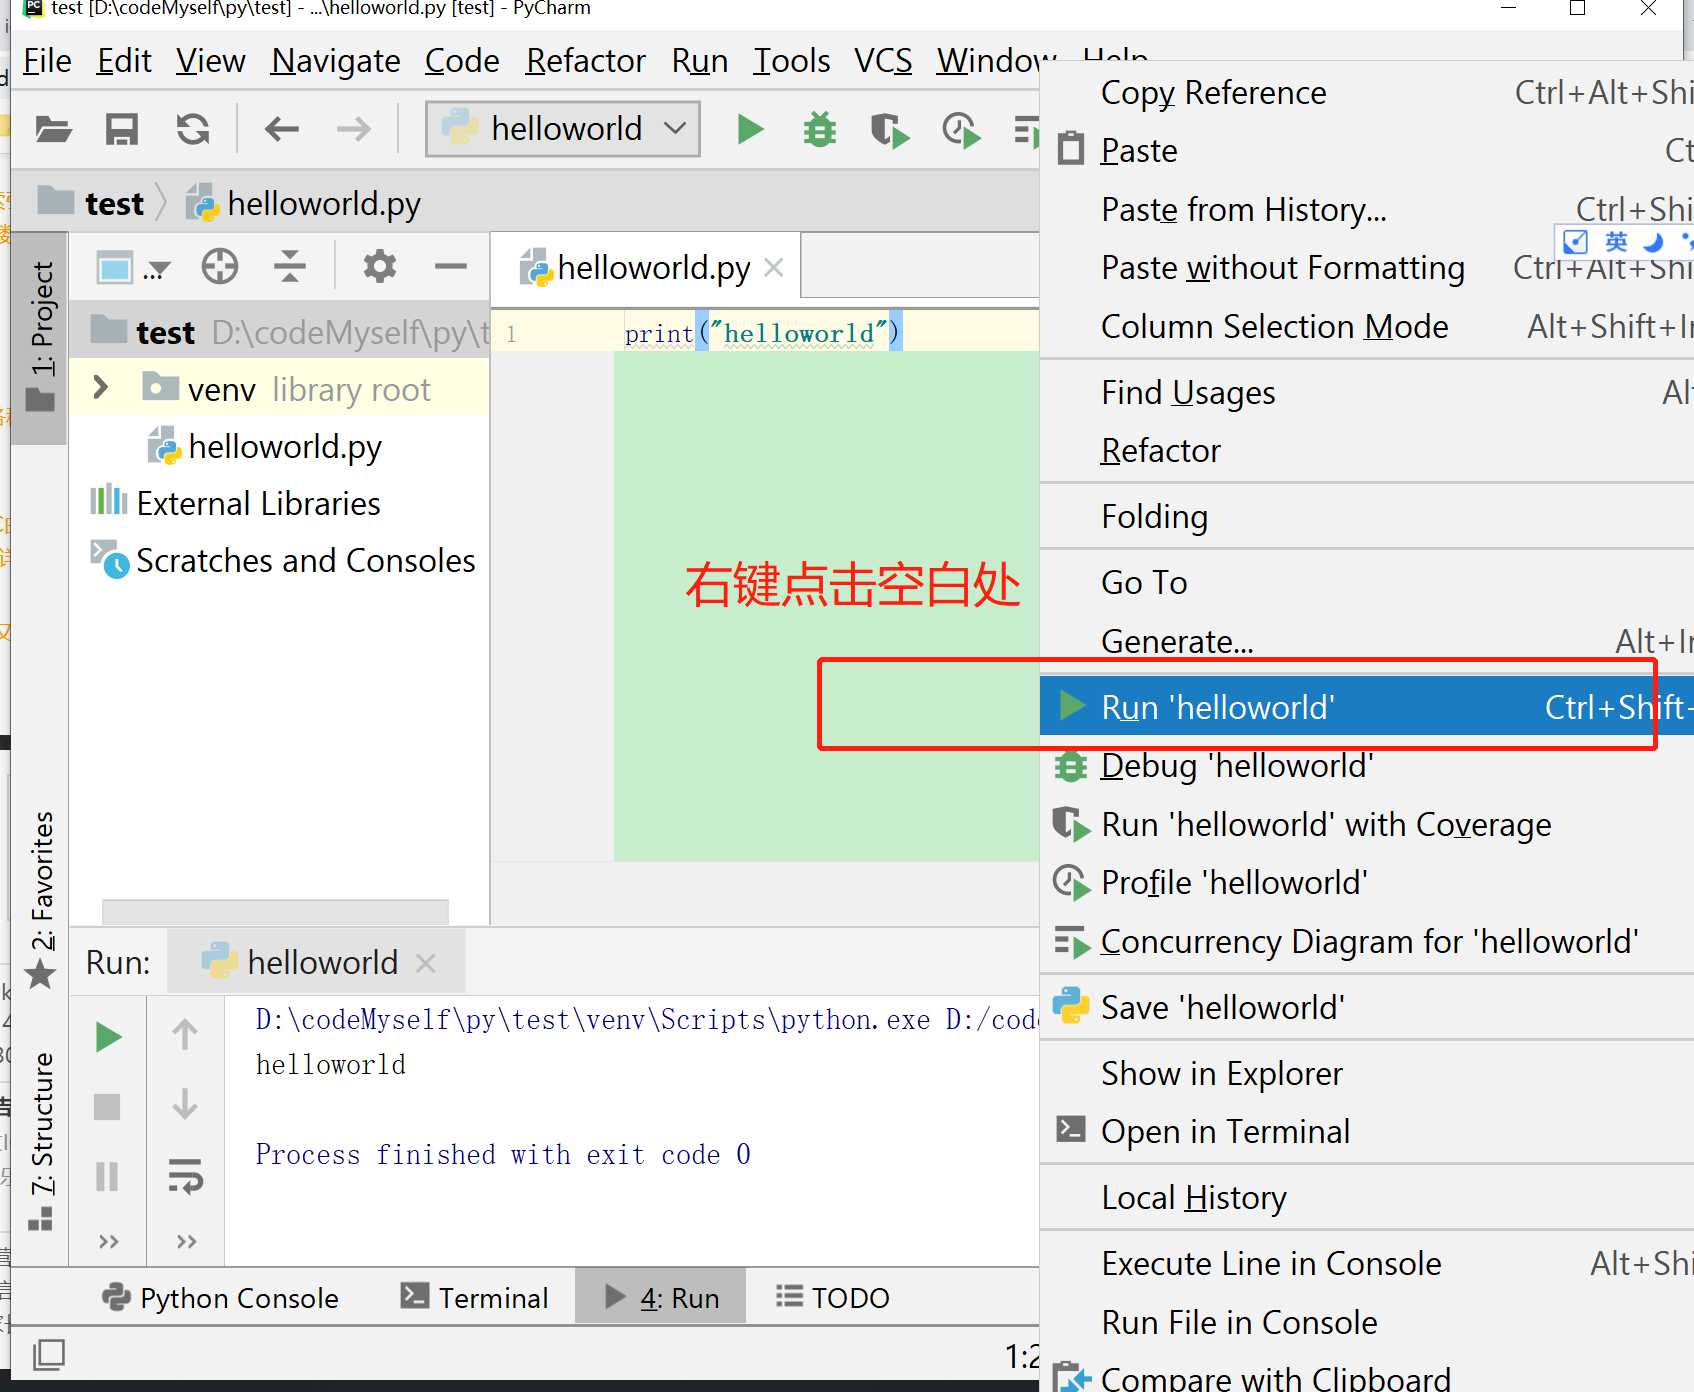 test [D:\codeMyself\py\test] - ...\helloworld.py [test] - PyCharm
File Edit View Navigate Code Refactor Run Tools VCS Window Help
helloworld
test helloworld.py
1: Project
helloworld.py
test D:\codeMyself\py\t
venv library root
helloworld.py
External Libraries
Scratches and Consoles
1 print("helloworld")
右键点击空白处
Copy Reference Ctrl+Alt+Shi
Paste Ct
Paste from History... Ctrl+Shi
英
Paste without Formatting Ctrl+Alt+Shi
Column Selection Mode Alt+Shift+In
Find Usages Alt
Refactor
Folding
Go To
Generate... Alt+In
Run 'helloworld' Ctrl+Shift+
Debug 'helloworld'
Run 'helloworld' with Coverage
Profile 'helloworld'
Concurrency Diagram for 'helloworld'
Save 'helloworld'
Show in Explorer
Open in Terminal
Local History
Execute Line in Console Alt+Shi
Run File in Console
Compare with Clipboard
2: Favorites
7: Structure
Run: helloworld
D:\codeMyself\py\test\venv\Scripts\python.exe D:/code
helloworld
Process finished with exit code 0
Python Console Terminal 4: Run TODO
1:2